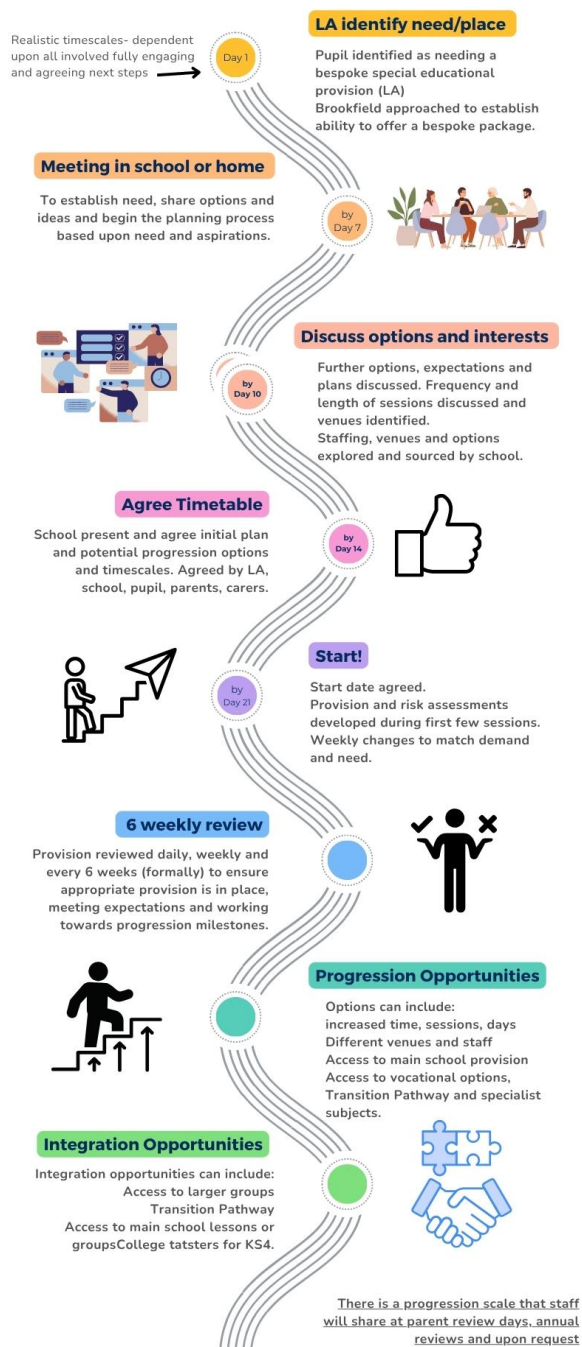 Realistic timescales- dependent
upon all involved fully engaging
and agreeing next steps
Day 1
LA identify need/place
Pupil identified as needing a
bespoke special educational
provision (LA)
Brookfield approached to establish
ability to offer a bespoke package.
Meeting in school or home
To establish need, share options and
ideas and begin the planning process
based upon need and aspirations.
by
Day 7
Discuss options and interests
Further options, expectations and
plans discussed. Frequency and
length of sessions discussed and
venues identified.
Staffing, venues and options
explored and sourced by school.
by
Day 10
Agree Timetable
School present and agree initial plan
and potential progression options
and timescales. Agreed by LA,
school, pupil, parents, carers.
by
Day 14
Start!
Start date agreed.
Provision and risk assessments
developed during first few sessions.
Weekly changes to match demand
and need.
by
Day 21
6 weekly review
Provision reviewed daily, weekly and
every 6 weeks (formally) to ensure
appropriate provision is in place,
meeting expectations and working
towards progression milestones.
Progression Opportunities
Options can include:
increased time, sessions, days
Different venues and staff
Access to main school provision
Access to vocational options,
Transition Pathway and specialist
subjects.
Integration Opportunities
Integration opportunities can include:
Access to larger groups
Transition Pathway
Access to main school lessons or
groupsCollege tatsters for KS4.
There is a progression scale that staff
will share at parent review days, annual
reviews and upon request